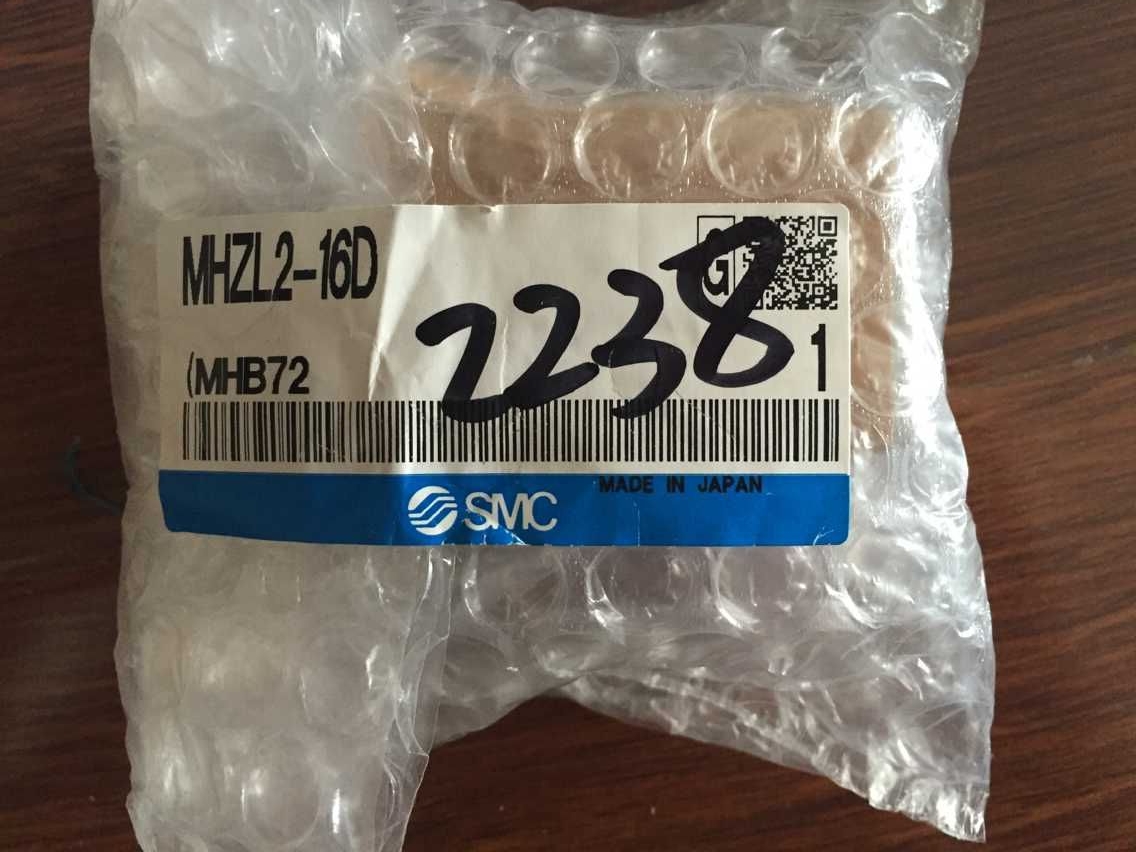 MHZL2-16D
G
2238
(MHB72
1
SMC
MADE IN JAPAN